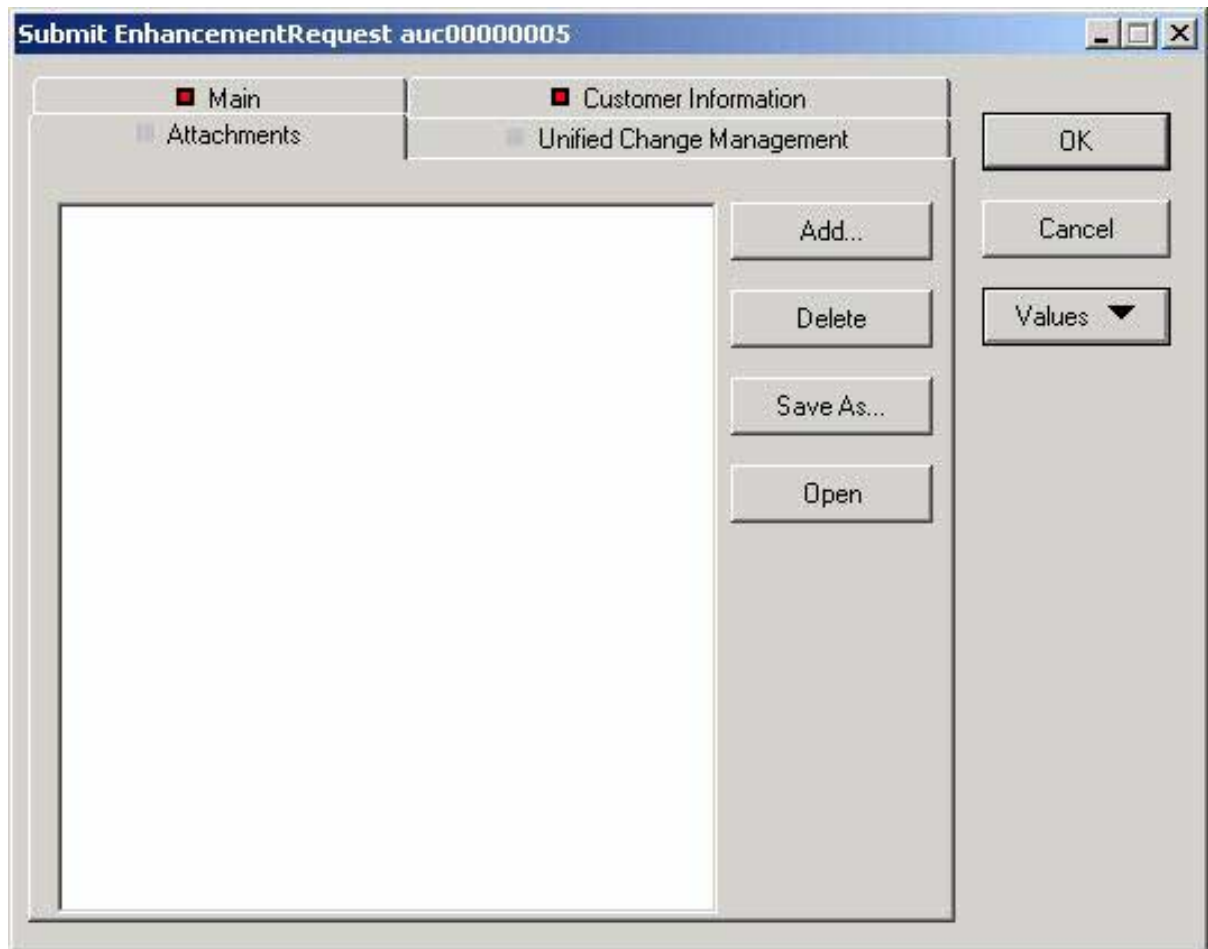 Submit EnhancementRequest auc00000005
Main
Customer Information
Attachments
Unified Change Management
OK
Add...
Cancel
Delete
Values
Save As...
Open